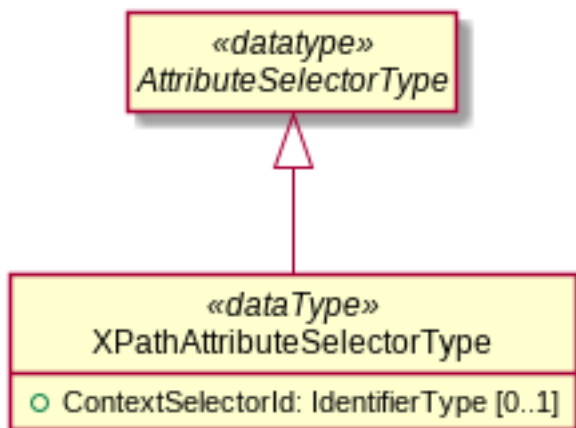 «datatype»
AttributeSelectorType
«dataType»
XPathAttributeSelectorType
ContextSelectorId: IdentifierType [0..1]